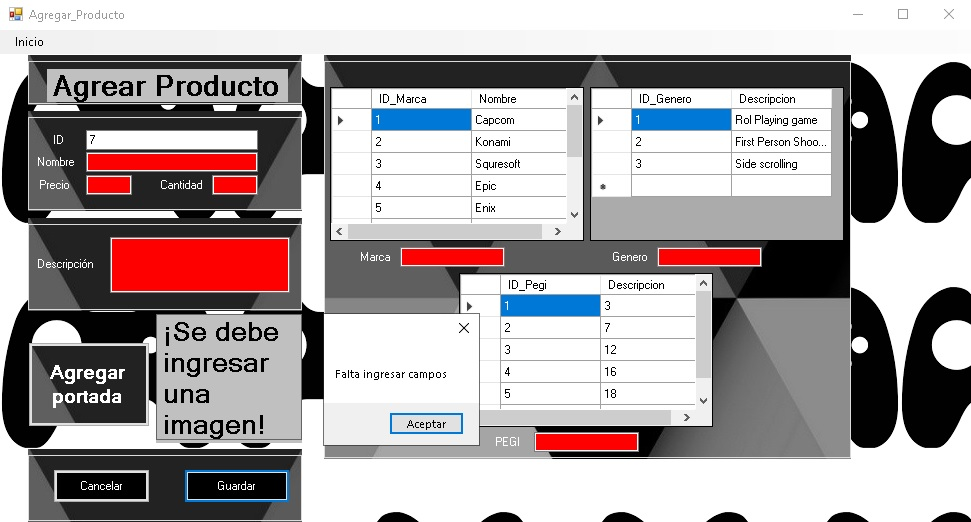 Agregar_Producto
Inicio
Agrear Producto
ID 7
Nombre
Precio Cantidad
Descripción
Agregar
portada
¡Se debe
ingresar
una
imagen!
Cancelar Guardar
ID_Marca Nombre
1 Capcom
2 Konami
3 Squresoft
4 Epic
5 Enix
Marca
ID_Genero Descripcion
1 Rol Playing game
2 First Person Shoo...
3 Side scrolling
Genero
ID_Pegi Descripcion
1 3
2 7
3 12
4 16
5 18
PEGI
Falta ingresar campos
Aceptar